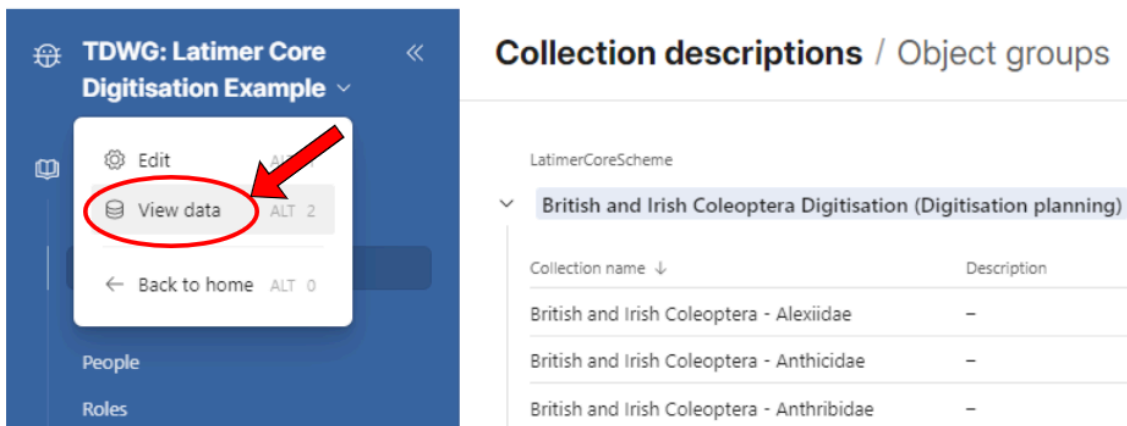 TDWG: Latimer Core
Digitisation Example
Edit
View data ALT 2
Back to home ALT 0
People
Roles
Collection descriptions / Object groups
LatimerCoreScheme
British and Irish Coleoptera Digitisation (Digitisation planning)
Collection name ↓ Description
British and Irish Coleoptera - Alexiidae –
British and Irish Coleoptera - Anthicidae –
British and Irish Coleoptera - Anthribidae –